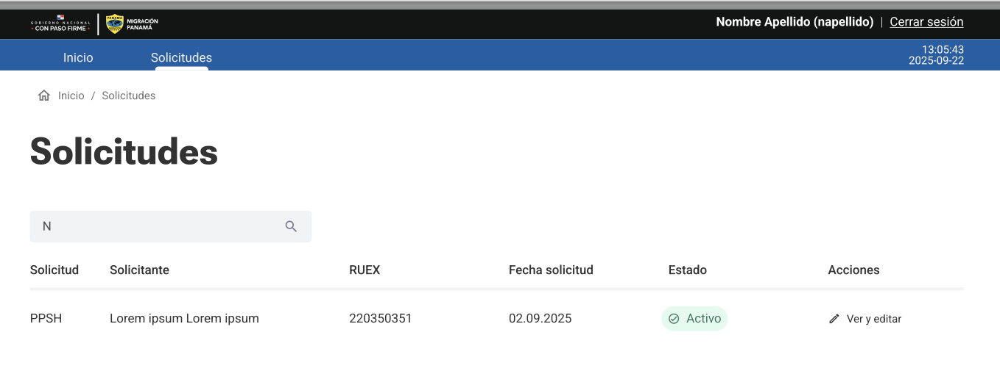 GOBIERNO NACIONAL
CON PASO FIRME
PANAMA
MIGRACIÓN
PANAMÁ
Nombre Apellido (napellido) | Cerrar sesión
Inicio Solicitudes
13:05:43
2025-09-22
Inicio / Solicitudes
Solicitudes
N
Solicitud Solicitante RUEX Fecha solicitud Estado Acciones
PPSH Lorem ipsum Lorem ipsum 220350351 02.09.2025 Activo Ver y editar